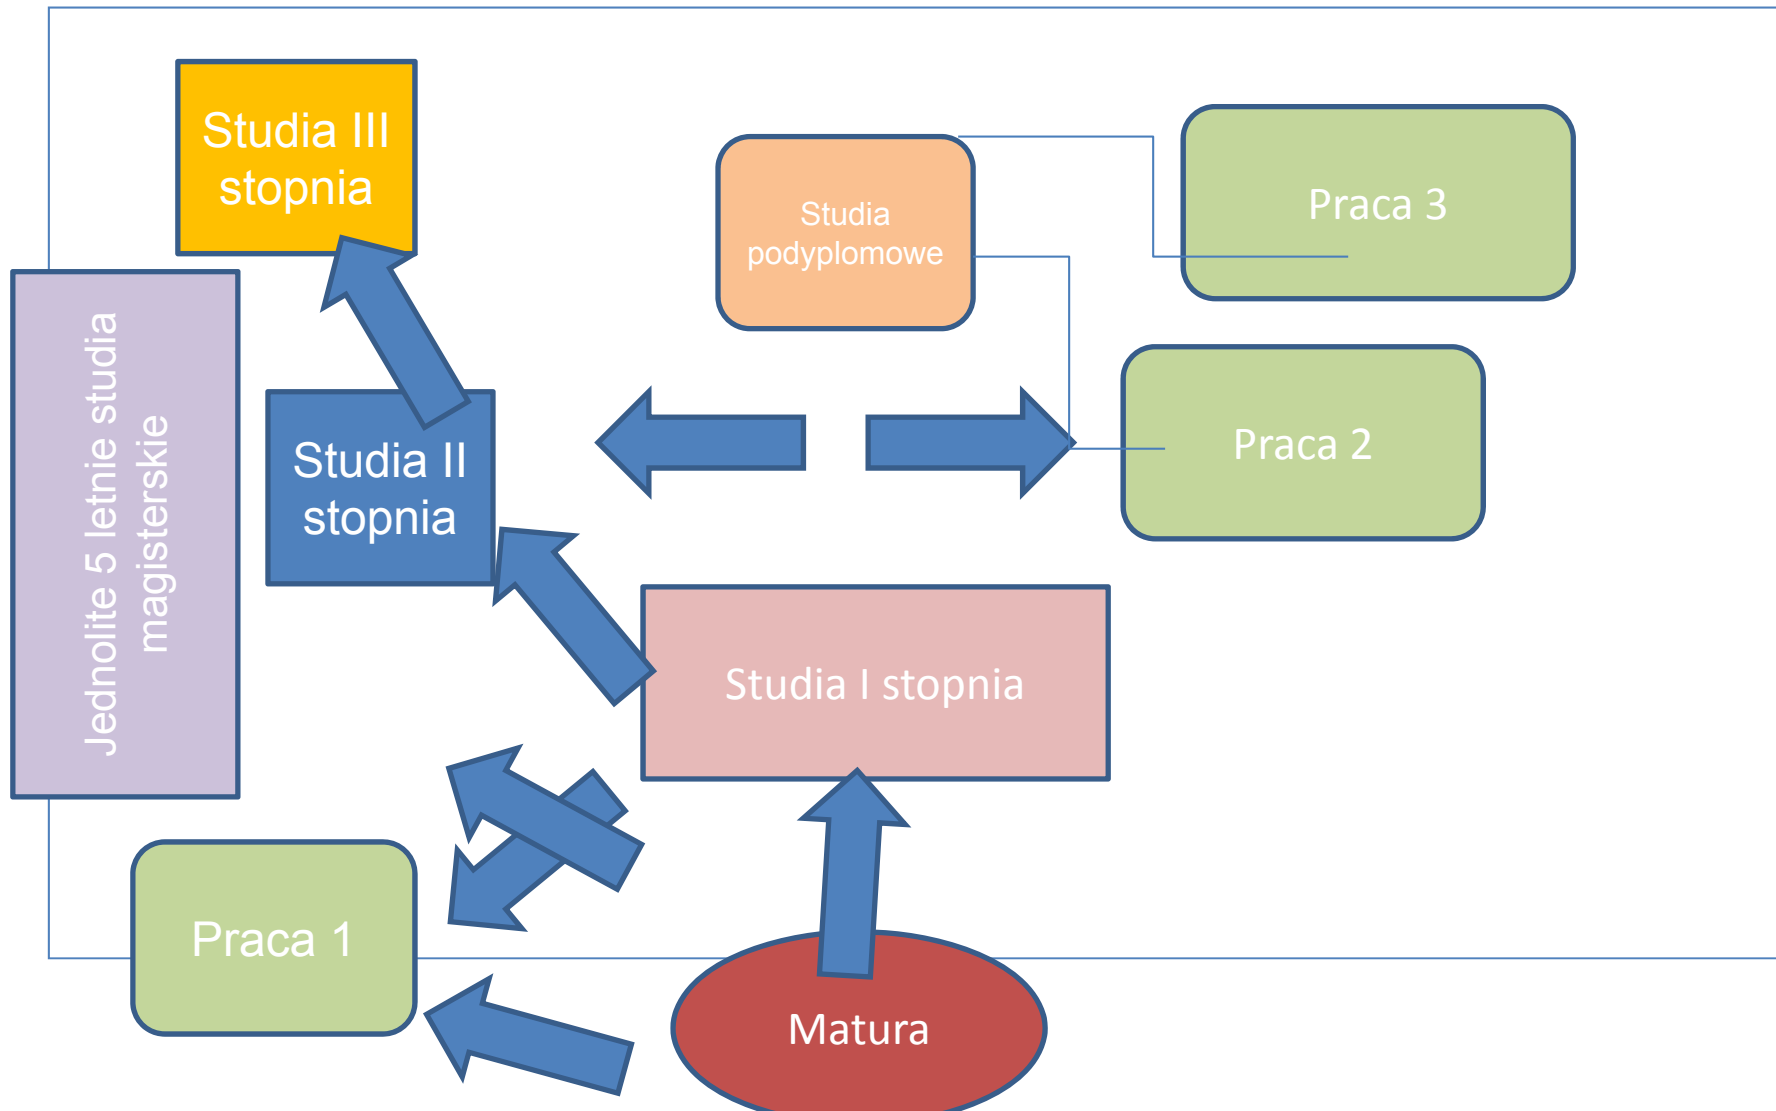 Studia III
stopnia
Studia
podyplomowe
Praca 3
Jednolite 5 letnie studia
magisterskie
Studia II
stopnia
Praca 2
Studia I stopnia
Praca 1
Matura